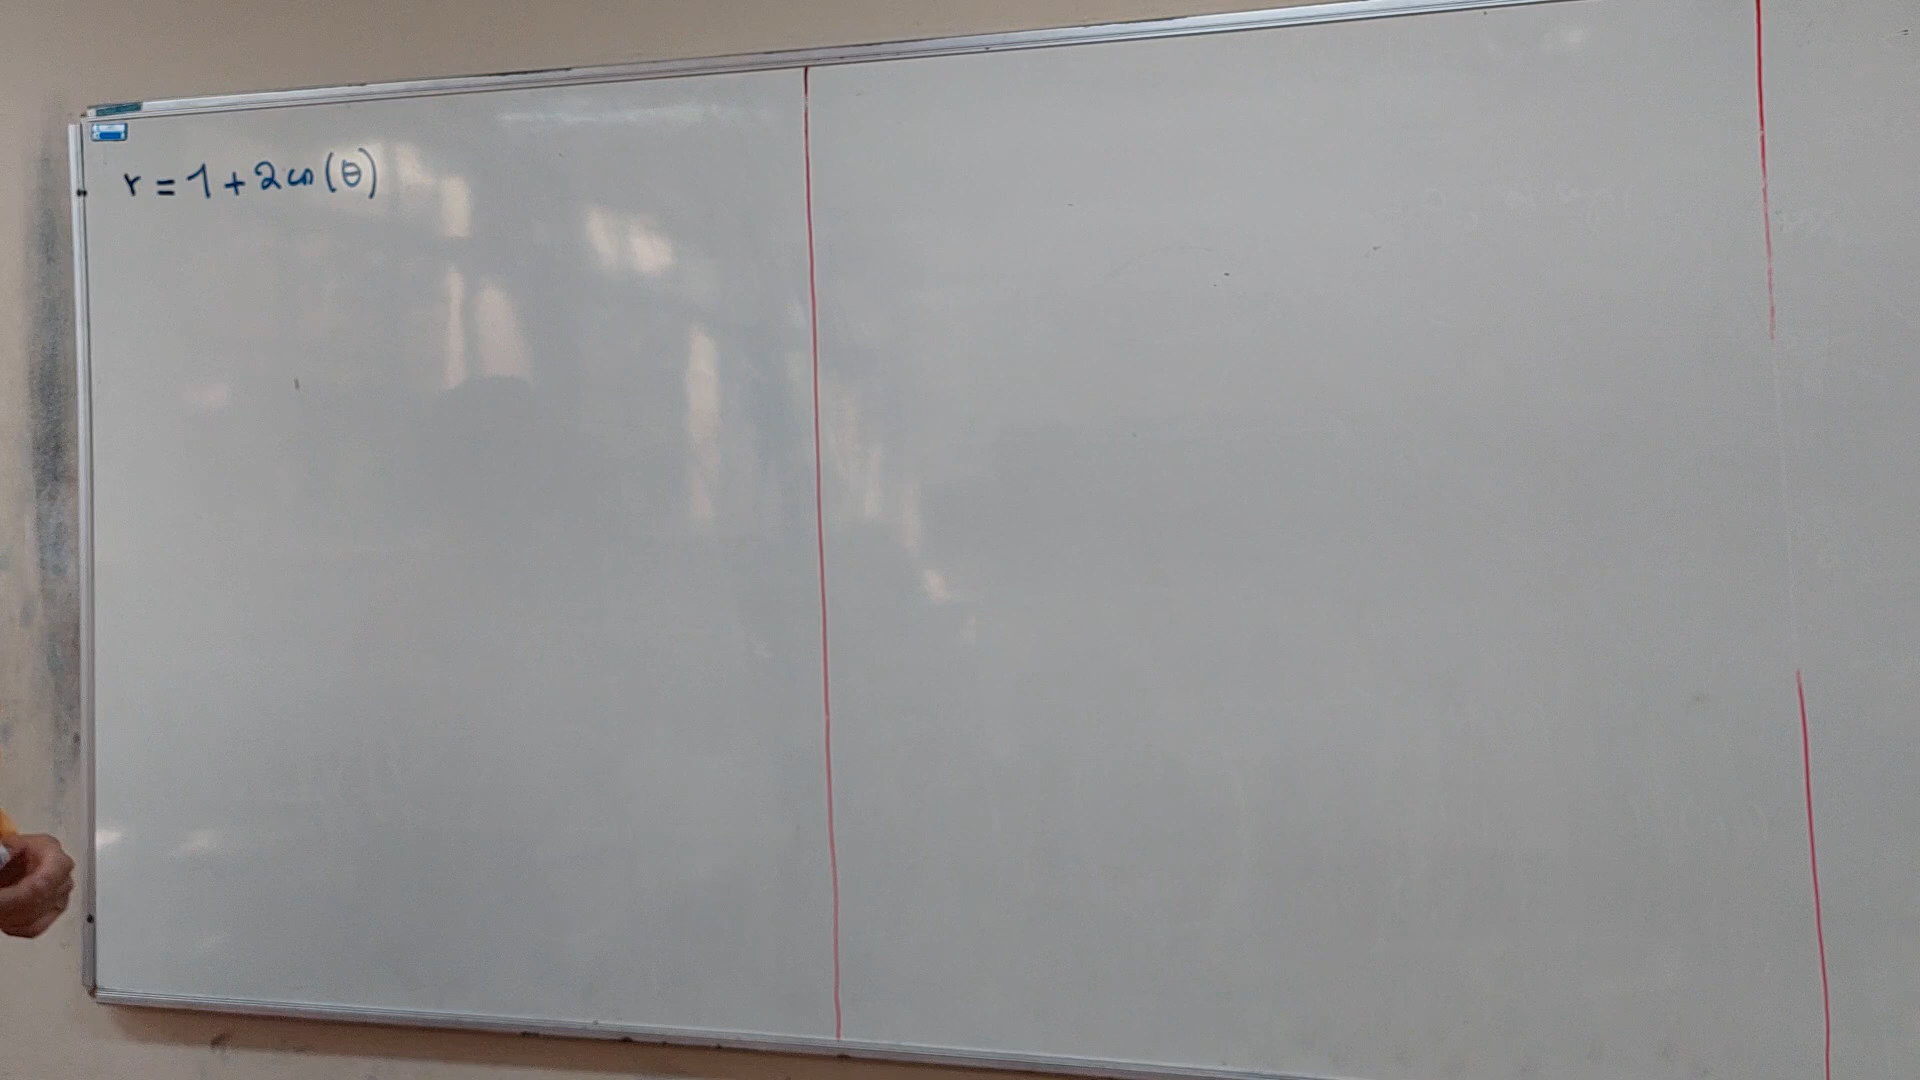 r = 1 + 2 cos(θ)